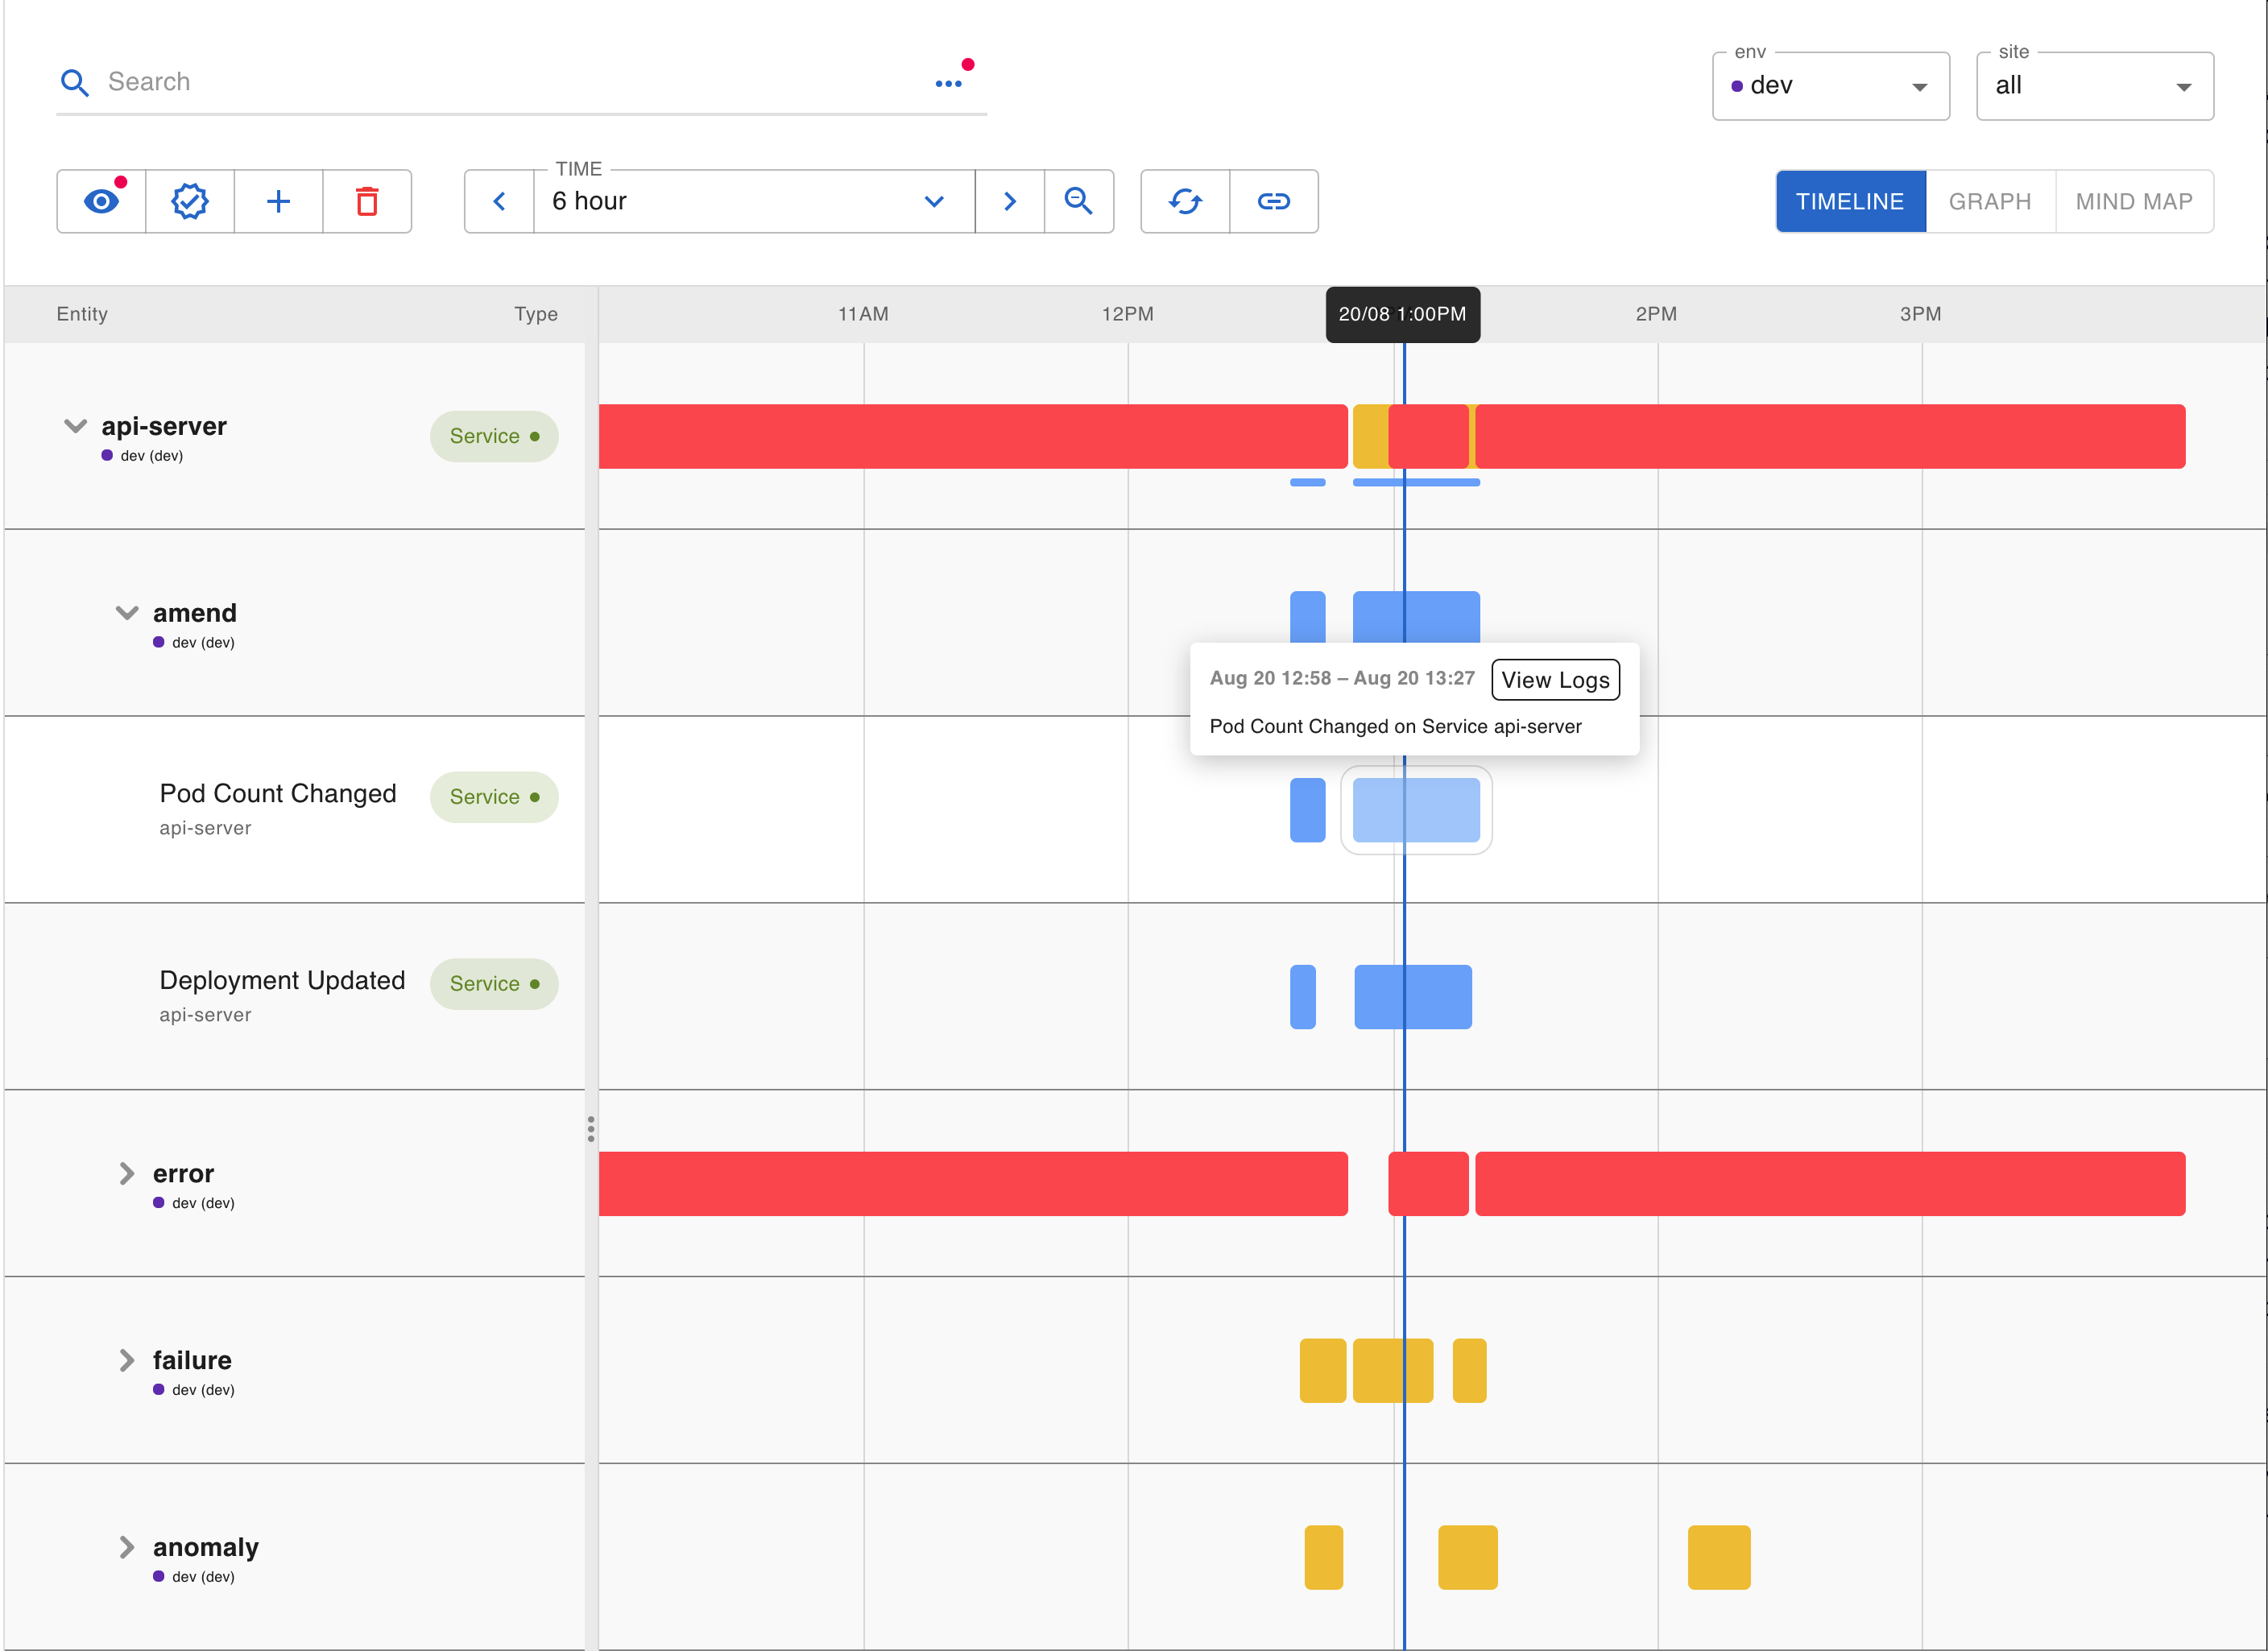 Search
env
dev
site
all
TIME
6 hour
TIMELINE
GRAPH
MIND MAP
Entity
Type
11AM
12PM
20/08 1:00PM
2PM
3PM
api-server
dev (dev)
Service
amend
dev (dev)
Aug 20 12:58 – Aug 20 13:27
View Logs
Pod Count Changed on Service api-server
Pod Count Changed
api-server
Service
Deployment Updated
api-server
Service
error
dev (dev)
failure
dev (dev)
anomaly
dev (dev)